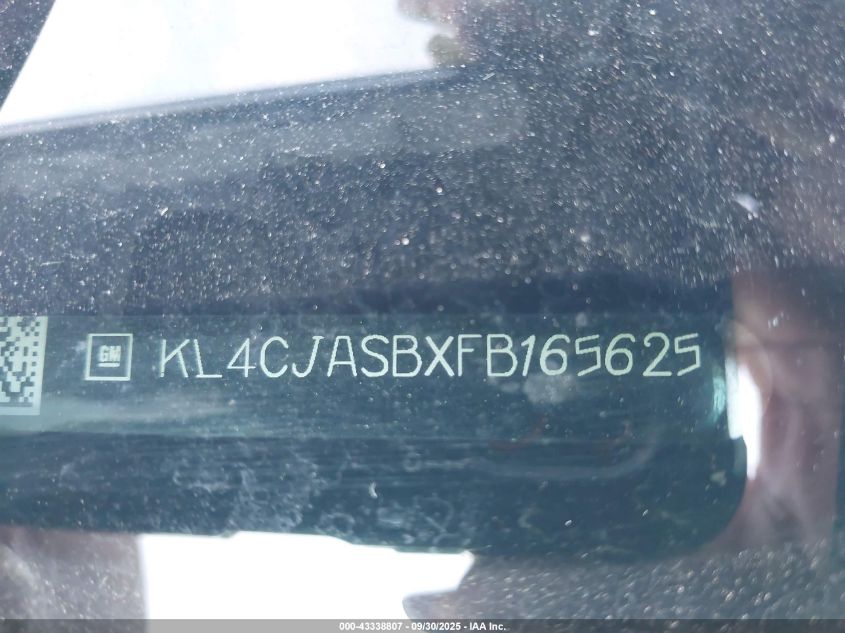 GM KL4CJASBXFB165625
000-43338807 - 09/30/2025 - IAA Inc.